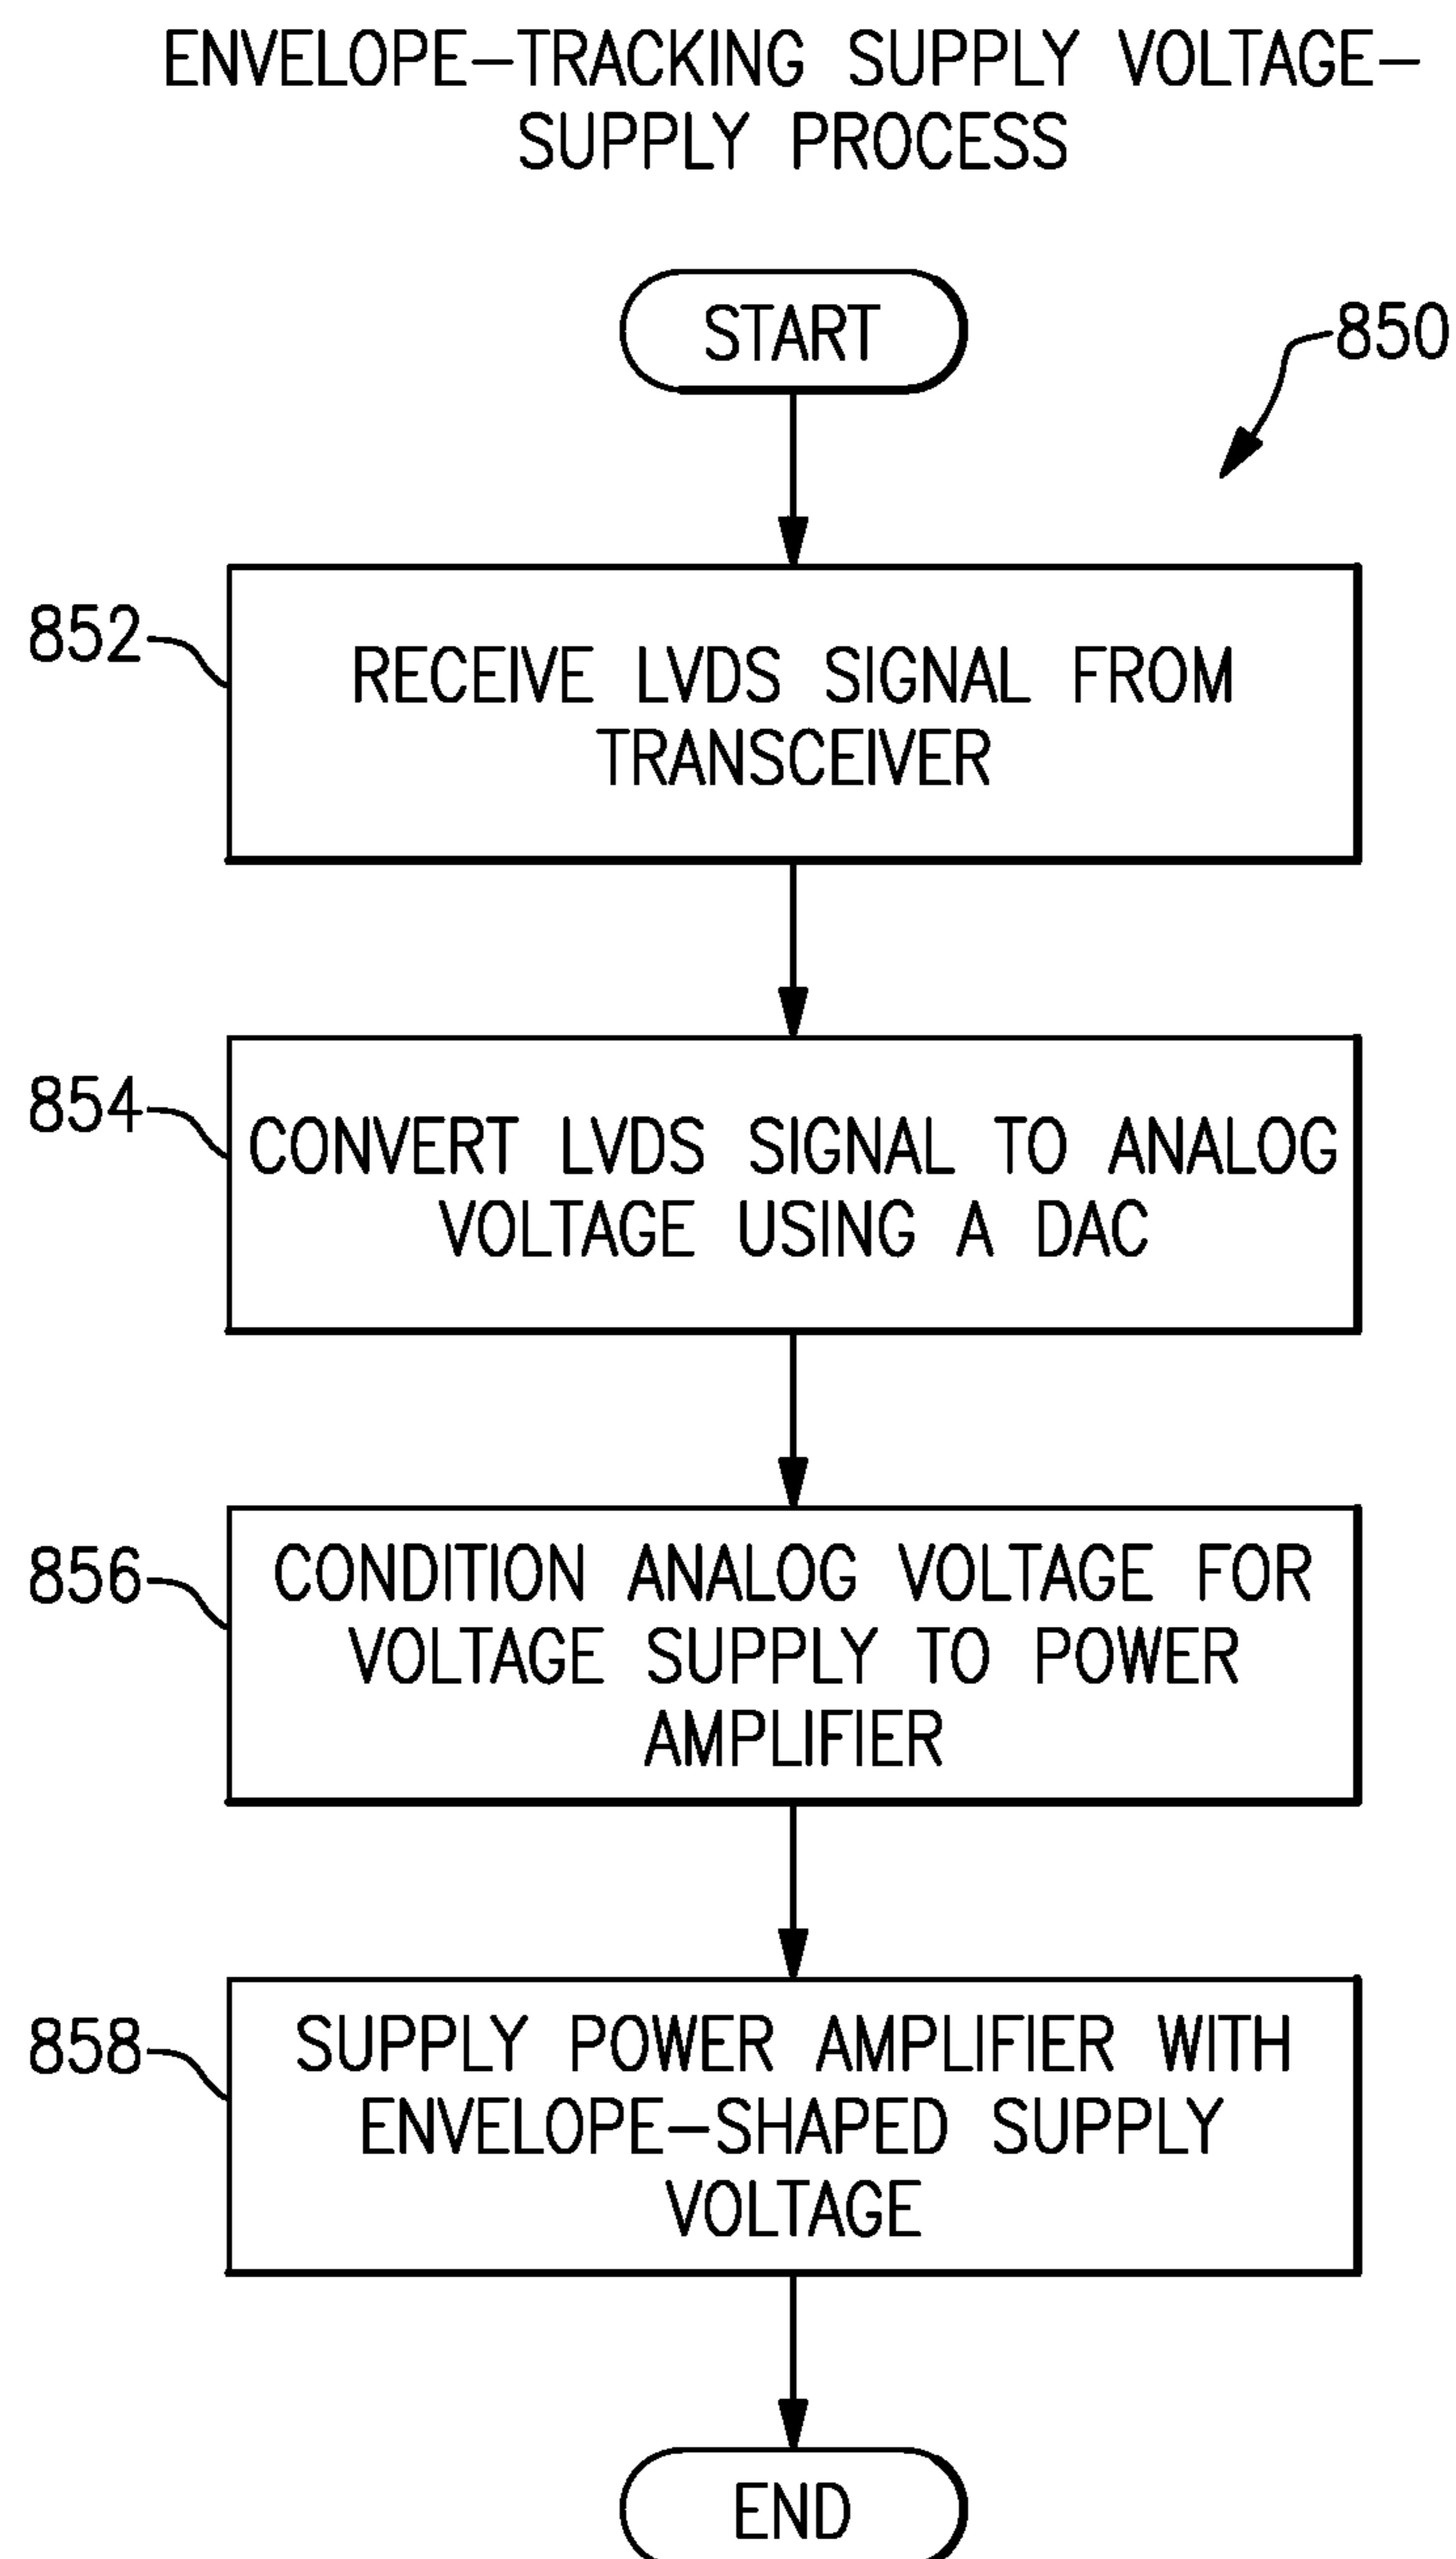 ENVELOPE-TRACKING SUPPLY VOLTAGE-
SUPPLY PROCESS
START
850
852
RECEIVE LVDS SIGNAL FROM
TRANSCEIVER
854
CONVERT LVDS SIGNAL TO ANALOG
VOLTAGE USING A DAC
856
CONDITION ANALOG VOLTAGE FOR
VOLTAGE SUPPLY TO POWER
AMPLIFIER
858
SUPPLY POWER AMPLIFIER WITH
ENVELOPE-SHAPED SUPPLY
VOLTAGE
END